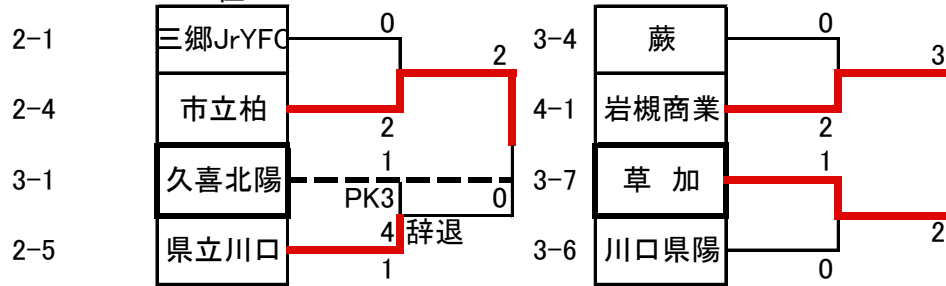 2-1 三郷JrYFC 0
2
2-4 市立柏 2
3-1 久喜北陽 1
PK3 0
4 辞退
2-5 県立川口 1
3-4 蕨 0
3
4-1 岩槻商業 2
3-7 草 加 1
2
3-6 川口県陽 0